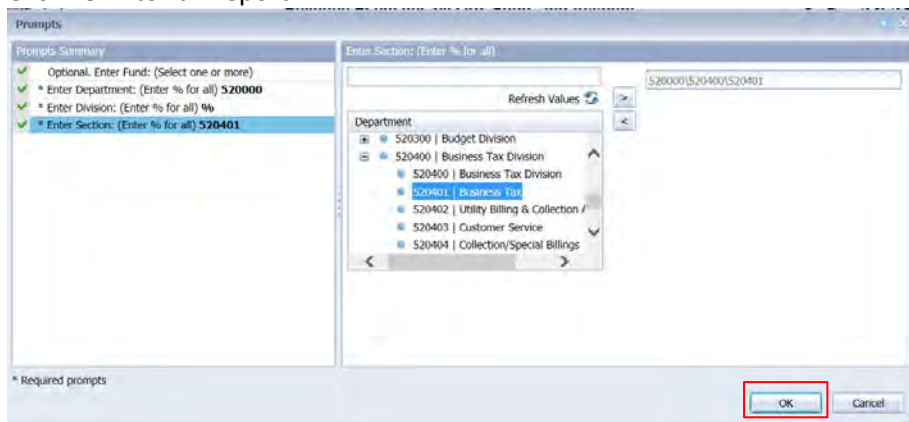 Prompts
Prompts Summary
Optional. Enter Fund: (Select one or more)
* Enter Department: (Enter % for all) 520000
* Enter Division: (Enter % for all) %
* Enter Section: (Enter % for all) 520401
Enter Section: (Enter % for all)
Refresh Values
Department
520300 | Budget Division
520400 | Business Tax Division
520400 | Business Tax Division
520401 | Business Tax
520402 | Utility Billing & Collection /
520403 | Customer Service
520404 | Collection/Special Billings
>
<
520000\520400\520401
* Required prompts
OK
Cancel